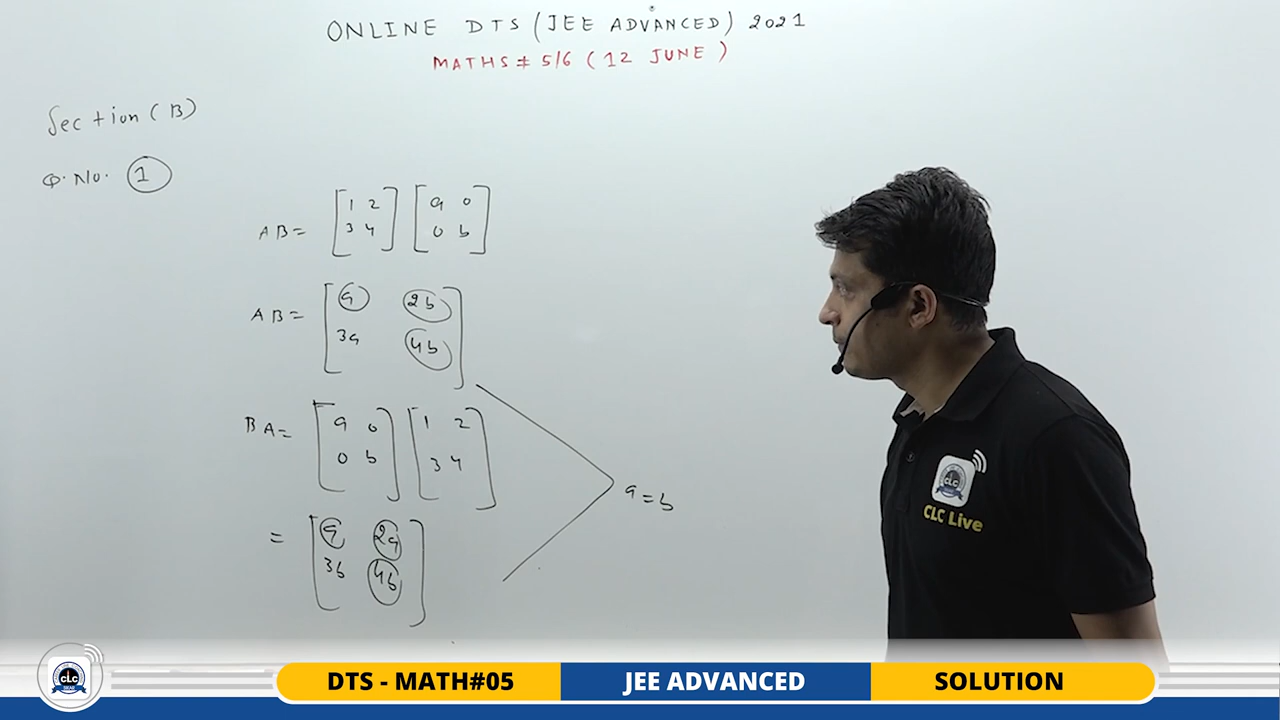 ONLINE DTS (JEE ADVANCED) 2021
MATHS # 5/6 (12 JUNE)
Section (B)
Q. No. 1
AB = [1 2 [a 0
3 4] 0 b]
AB = [a 2b
3a 4b]
BA = [a 0 [1 2
0 b] 3 4]
a = b
= [a 2a
3b 4b]
CLC
CLC Live
CLC
DTS - MATH#05 JEE ADVANCED SOLUTION